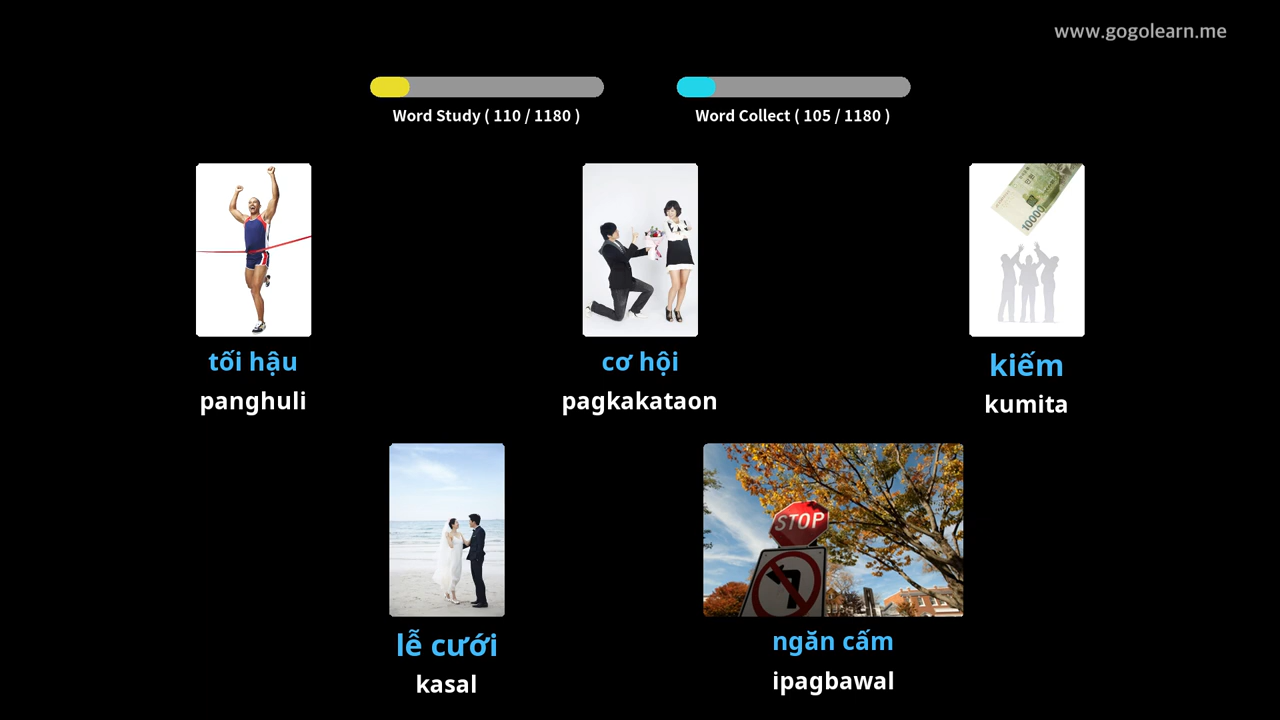 www.gogolearn.me
Word Study ( 110 / 1180 )
Word Collect ( 105 / 1180 )
10000
tối hậu
panghuli
cơ hội
pagkakataon
kiếm
kumita
STOP
lễ cưới
kasal
ngăn cấm
ipagbawal